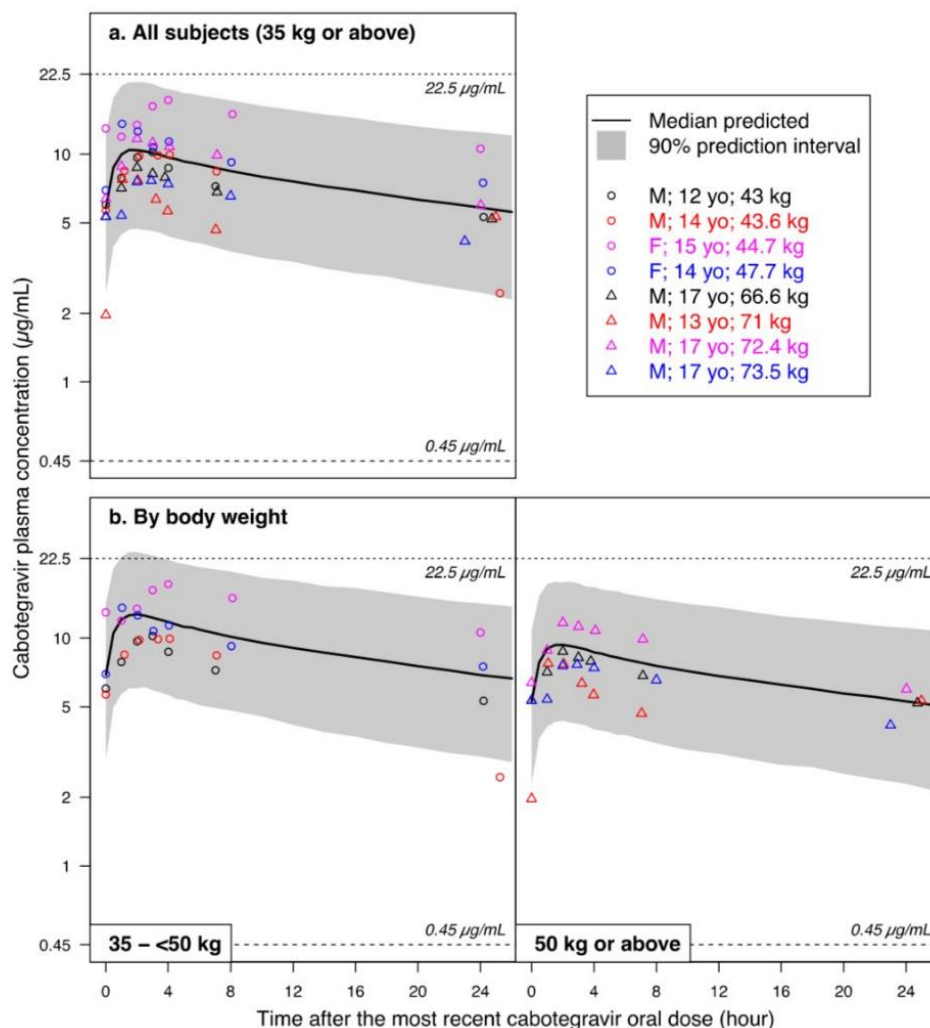 a. All subjects (35 kg or above)
22.5
22.5 µg/mL
10
5
2
1
0.45 µg/mL
0.45
Median predicted
90% prediction interval
M; 12 yo; 43 kg
M; 14 yo; 43.6 kg
F; 15 yo; 44.7 kg
F; 14 yo; 47.7 kg
M; 17 yo; 66.6 kg
M; 13 yo; 71 kg
M; 17 yo; 72.4 kg
M; 17 yo; 73.5 kg
Cabotegravir plasma concentration (µg/mL)
b. By body weight
22.5
22.5 µg/mL
22.5 µg/mL
10
5
2
1
0.45 µg/mL
0.45 µg/mL
0.45
35 – <50 kg
50 kg or above
0 4 8 12 16 20 24
0 4 8 12 16 20 24
Time after the most recent cabotegravir oral dose (hour)